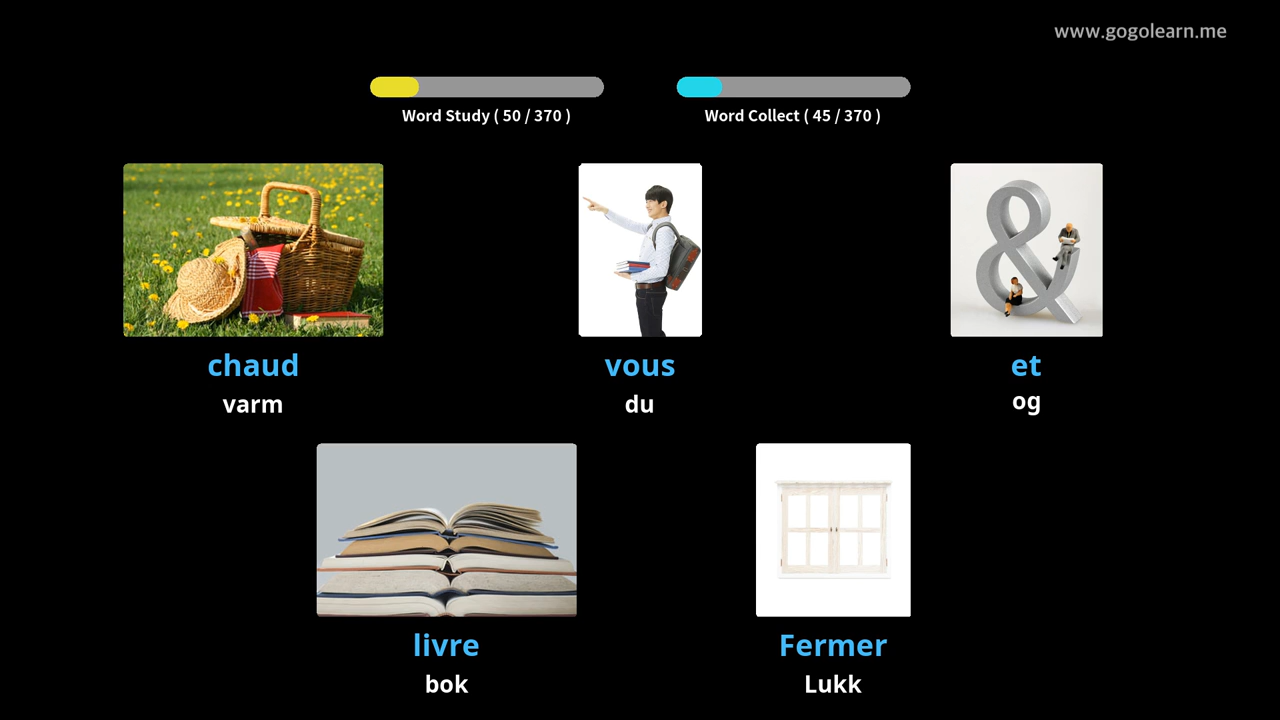 www.gogolearn.me
Word Study ( 50 / 370 )
Word Collect ( 45 / 370 )
chaud
varm
vous
du
et
og
livre
bok
Fermer
Lukk